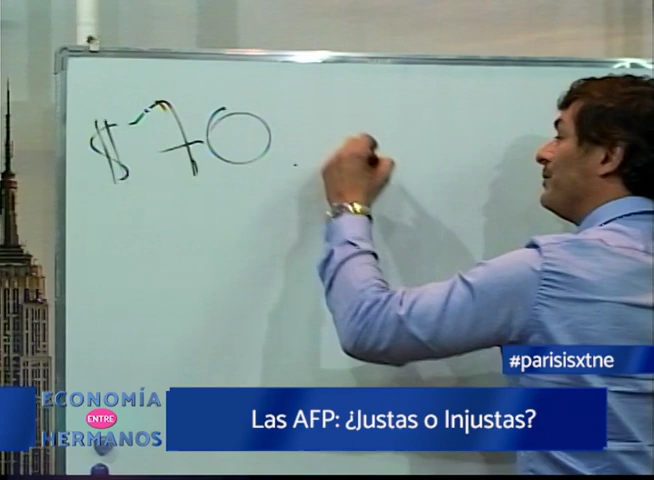 $70.
#parisisxtne
ECONOMÍA
ENTRE
HERMANOS
Las AFP: ¿Justas o Injustas?